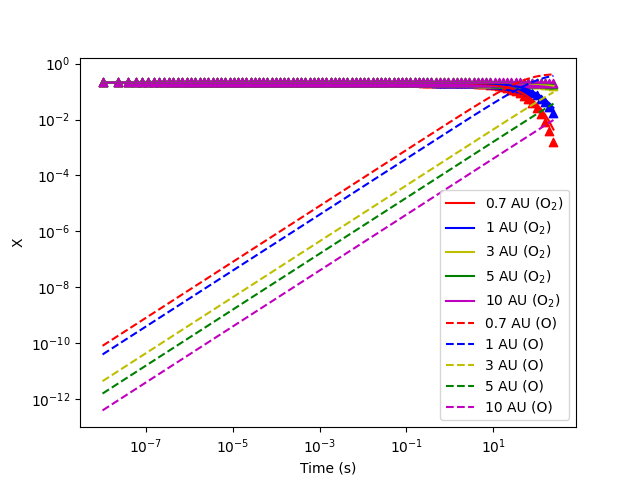 10⁰
10⁻²
10⁻⁴
10⁻⁶
10⁻⁸
10⁻¹⁰
10⁻¹²
X
0.7 AU (O₂)
1 AU (O₂)
3 AU (O₂)
5 AU (O₂)
10 AU (O₂)
0.7 AU (O)
1 AU (O)
3 AU (O)
5 AU (O)
10 AU (O)
10⁻⁷ 10⁻⁵ 10⁻³ 10⁻¹ 10¹
Time (s)